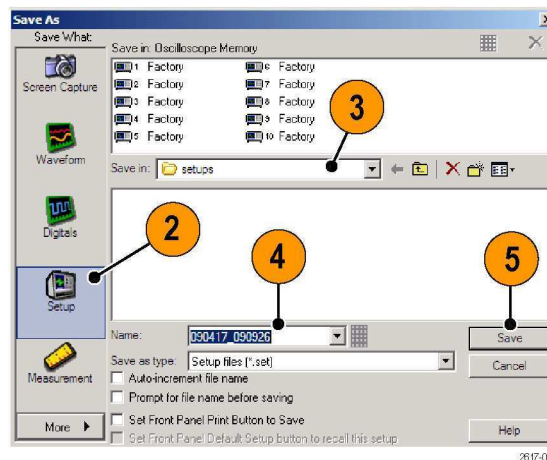 Save As
Save What:
Save in: Oscilloscope Memory
1 Factory
2 Factory
3 Factory
4 Factory
5 Factory
6 Factory
7 Factory
8 Factory
9 Factory
10 Factory
Screen Capture
Waveform
Digitals
Setup
Measurement
More
3
Save in: setups
2
4
5
Name: 090417_090926
Save as type: Setup files (*.set)
Auto-increment file name
Prompt for file name before saving
Set Front Panel Print Button to Save
Set Front Panel Default Setup button to recall this setup
Save
Cancel
Help